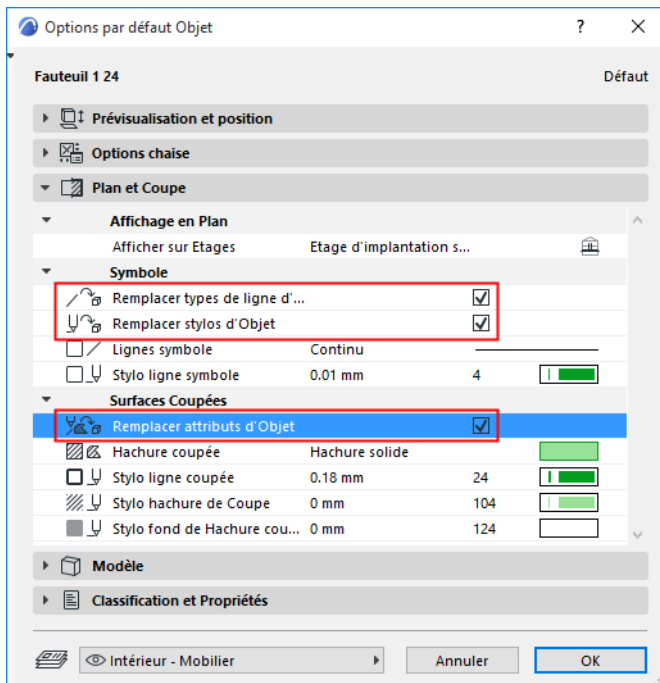 Options par défaut Objet ?
Fauteuil 1 24 Défaut
Prévisualisation et position
Options chaise
Plan et Coupe
Affichage en Plan
Afficher sur Etages Etage d'implantation s...
Symbole
Remplacer types de ligne d'...
Remplacer stylos d'Objet
Lignes symbole Continu
Stylo ligne symbole 0.01 mm 4
Surfaces Coupées
Remplacer attributs d'Objet
Hachure coupée Hachure solide
Stylo ligne coupée 0.18 mm 24
Stylo hachure de Coupe 0 mm 104
Stylo fond de Hachure cou... 0 mm 124
Modèle
Classification et Propriétés
Intérieur - Mobilier Annuler OK